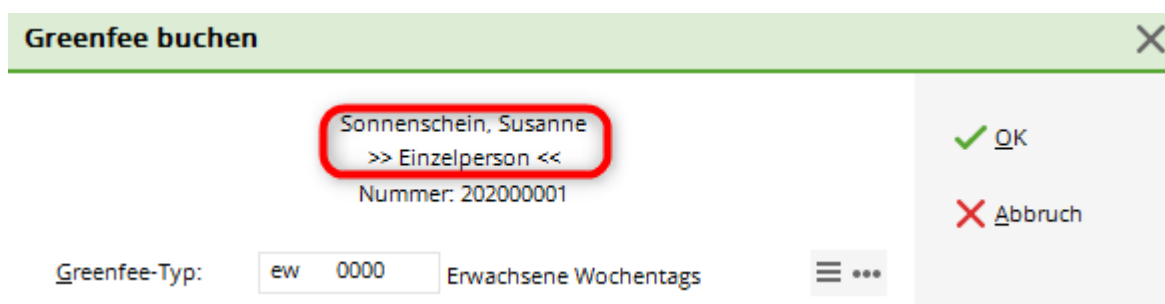 Greenfee buchen
Sonnenschein, Susanne
>> Einzelperson <<
Nummer: 202000001
OK
Abbruch
Greenfee-Typ: ew 0000 Erwachsene Wochentags